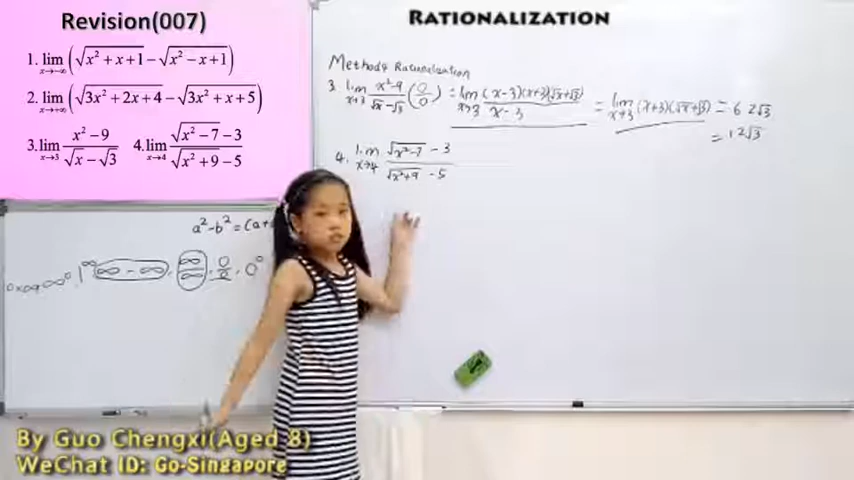 RATIONALIZATION
Revision(007)
1. lim x→-∞ (√(x²+x+1) - √(x²-x+1))
2. lim x→-∞ (√(3x²+2x+4) - √(3x²+x+5))
3. lim x→3 (x²-9)/(√x-√3) 4. lim x→4 (√(x²-7)-3)/(√(x²+9)-5)
Method4 Rationalization
3. lim x→3 (x²-9)/(√x-√3) (0/0) = lim x→3 (x-3)(x+3)(√x+√3)/(x-3) = lim x→3 (x+3)(√x+√3) = 6 2√3
= 12√3
4. lim x→4 (√(x²-7) - 3)/(√(x²+9) - 5)
a²-b²=(a+
1^∞ ∞-∞, ∞/∞, 0/0, 0⁰
By Guo Chengxi(Aged 8)
WeChat ID: Go-Singapore